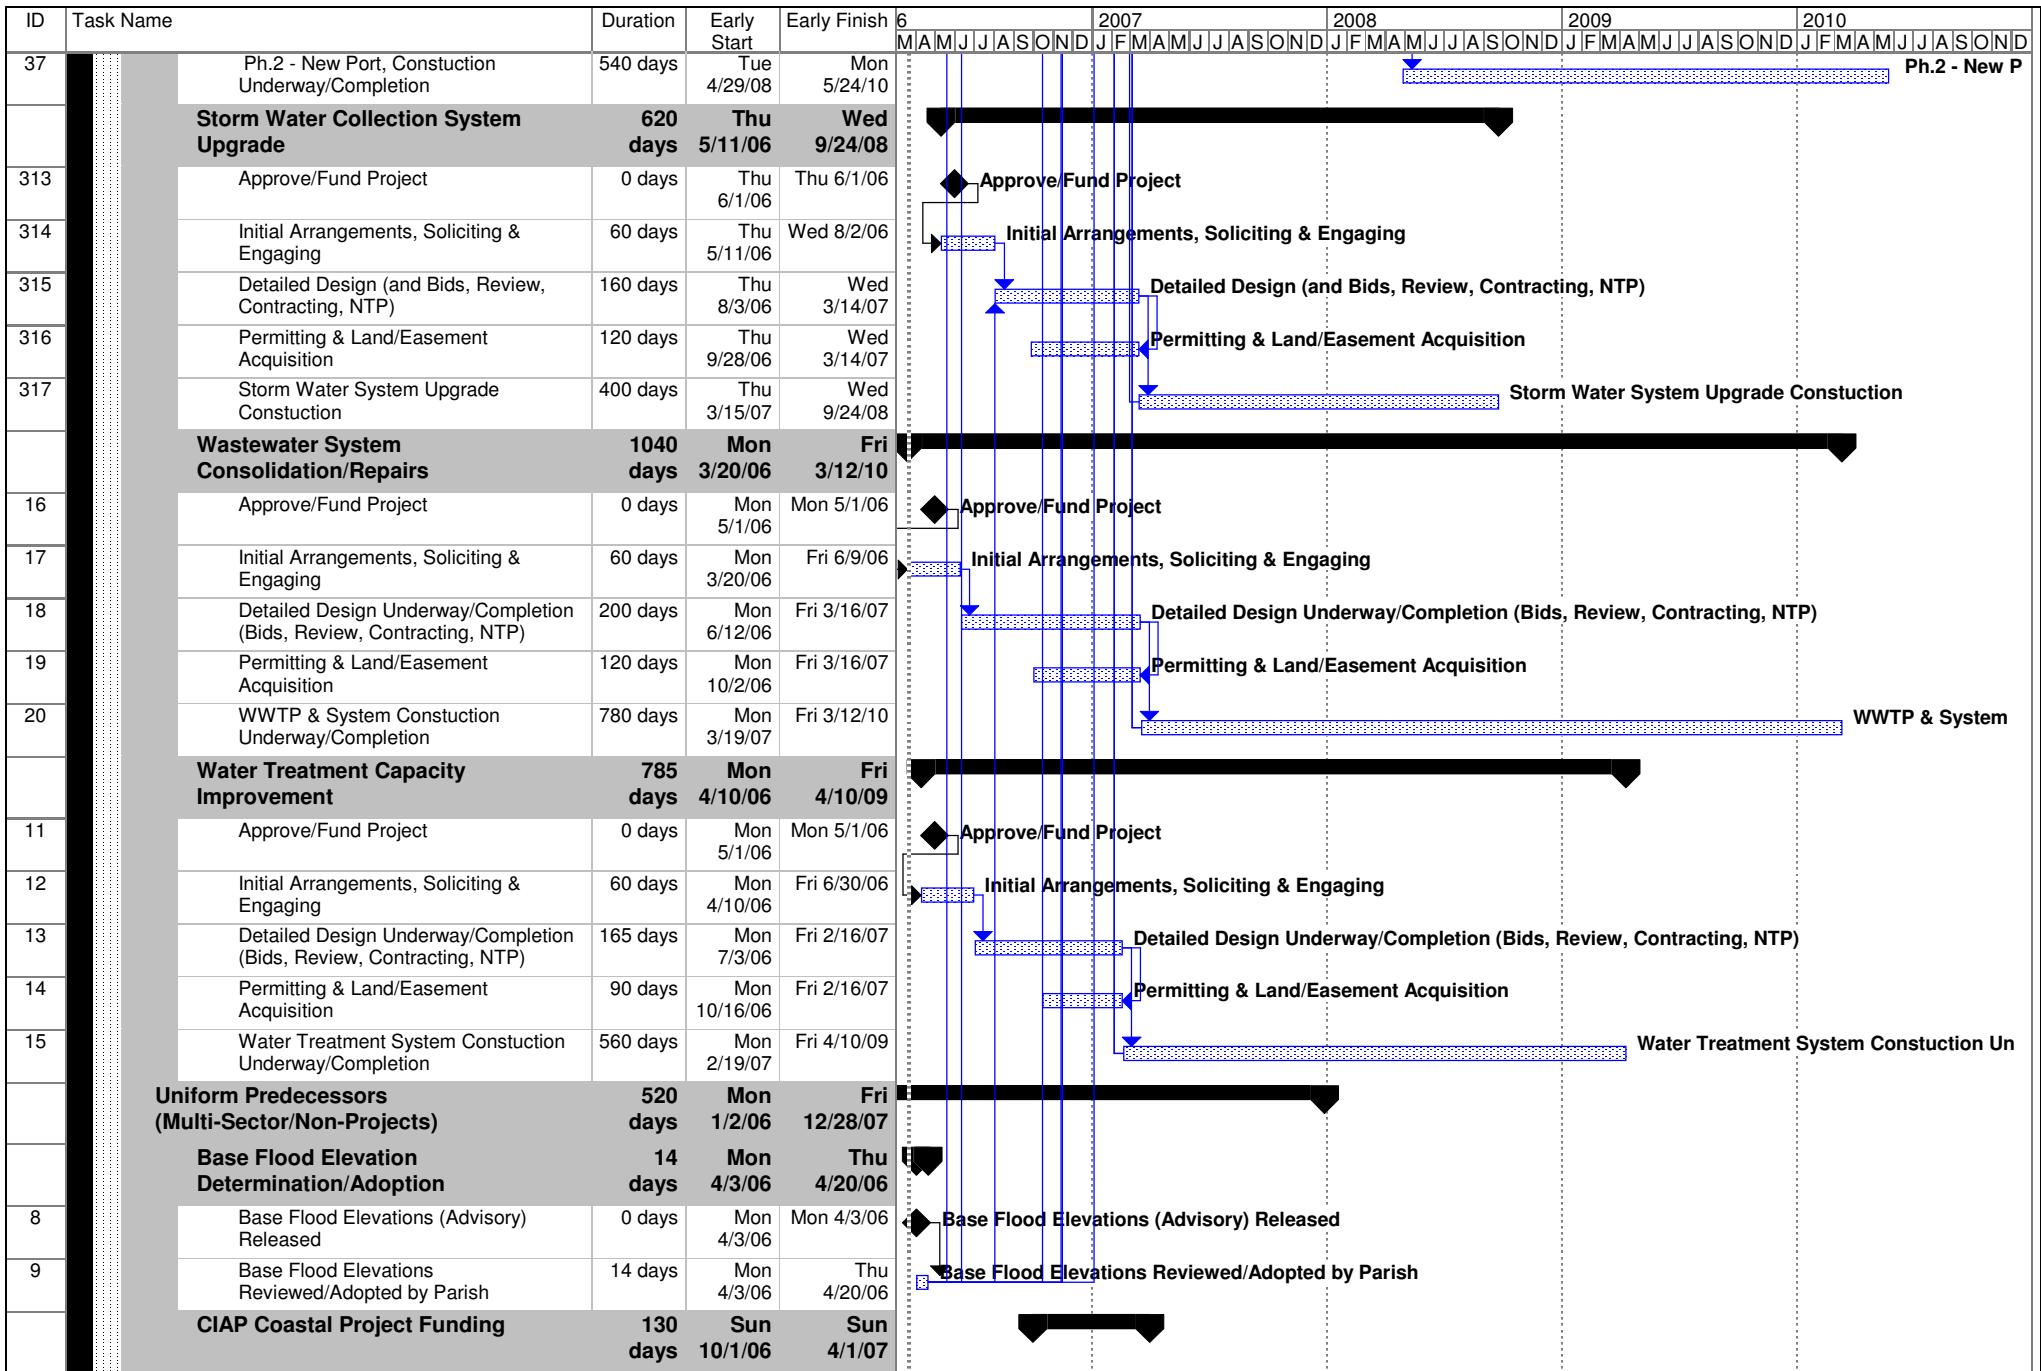 ID Task Name Duration Early Start Early Finish 6 2007 2008 2009 2010
M A M J J A S O N D J F M A M J J A S O N D J F M A M J J A S O N D J F M A M J J A S O N D J F M A M J J A S O N D
37 Ph.2 - New Port, Constuction 540 days Tue Mon Ph.2 - New P
Underway/Completion 4/29/08 5/24/10
Storm Water Collection System 620 Thu Wed
Upgrade days 5/11/06 9/24/08
313 Approve/Fund Project 0 days Thu Thu 6/1/06 Approve/Fund Project
6/1/06
314 Initial Arrangements, Soliciting & 60 days Thu Wed 8/2/06 Initial Arrangements, Soliciting & Engaging
Engaging 5/11/06
315 Detailed Design (and Bids, Review, 160 days Thu Wed Detailed Design (and Bids, Review, Contracting, NTP)
Contracting, NTP) 8/3/06 3/14/07
316 Permitting & Land/Easement 120 days Thu Wed Permitting & Land/Easement Acquisition
Acquisition 9/28/06 3/14/07
317 Storm Water System Upgrade 400 days Thu Wed Storm Water System Upgrade Constuction
Constuction 3/15/07 9/24/08
Wastewater System 1040 Mon Fri
Consolidation/Repairs days 3/20/06 3/12/10
16 Approve/Fund Project 0 days Mon Mon 5/1/06 Approve/Fund Project
5/1/06
17 Initial Arrangements, Soliciting & 60 days Mon Fri 6/9/06 Initial Arrangements, Soliciting & Engaging
Engaging 3/20/06
18 Detailed Design Underway/Completion 200 days Mon Fri 3/16/07 Detailed Design Underway/Completion (Bids, Review, Contracting, NTP)
(Bids, Review, Contracting, NTP) 6/12/06
19 Permitting & Land/Easement 120 days Mon Fri 3/16/07 Permitting & Land/Easement Acquisition
Acquisition 10/2/06
20 WWTP & System Constuction 780 days Mon Fri 3/12/10 WWTP & System
Underway/Completion 3/19/07
Water Treatment Capacity 785 Mon Fri
Improvement days 4/10/06 4/10/09
11 Approve/Fund Project 0 days Mon Mon 5/1/06 Approve/Fund Project
5/1/06
12 Initial Arrangements, Soliciting & 60 days Mon Fri 6/30/06 Initial Arrangements, Soliciting & Engaging
Engaging 4/10/06
13 Detailed Design Underway/Completion 165 days Mon Fri 2/16/07 Detailed Design Underway/Completion (Bids, Review, Contracting, NTP)
(Bids, Review, Contracting, NTP) 7/3/06
14 Permitting & Land/Easement 90 days Mon Fri 2/16/07 Permitting & Land/Easement Acquisition
Acquisition 10/16/06
15 Water Treatment System Constuction 560 days Mon Fri 4/10/09 Water Treatment System Constuction Un
Underway/Completion 2/19/07
Uniform Predecessors 520 Mon Fri
(Multi-Sector/Non-Projects) days 1/2/06 12/28/07
Base Flood Elevation 14 Mon Thu
Determination/Adoption days 4/3/06 4/20/06
8 Base Flood Elevations (Advisory) 0 days Mon Mon 4/3/06 Base Flood Elevations (Advisory) Released
Released 4/3/06
9 Base Flood Elevations 14 days Mon Thu Base Flood Elevations Reviewed/Adopted by Parish
Reviewed/Adopted by Parish 4/3/06 4/20/06
CIAP Coastal Project Funding 130 Sun Sun
days 10/1/06 4/1/07